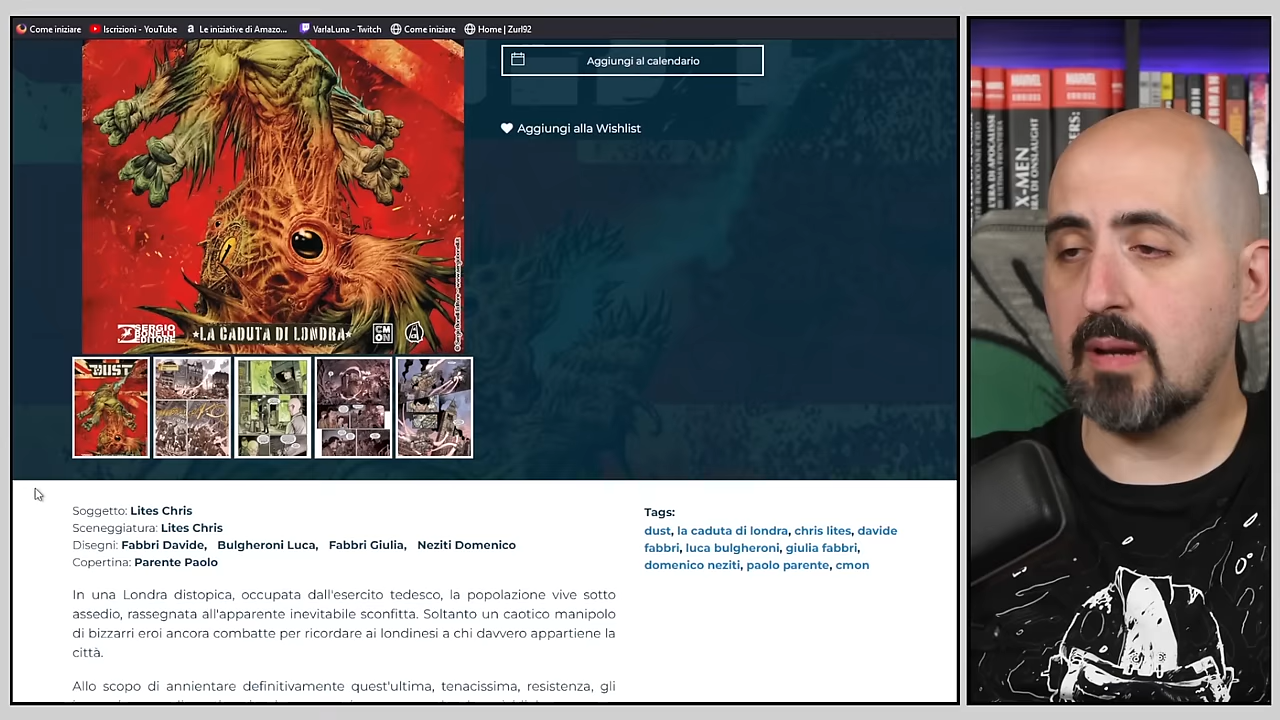 Come iniziare
Iscrizioni - YouTube
Le iniziative di Amazo...
VarlaLuna - Twitch
Come iniziare
Home | Zurl92
Aggiungi al calendario
Aggiungi alla Wishlist
SERGIO BONELLI EDITORE
★LA CADUTA DI LONDRA★
CMON
DUST
Soggetto: Lites Chris
Sceneggiatura: Lites Chris
Disegni: Fabbri Davide, Bulgheroni Luca, Fabbri Giulia, Neziti Domenico
Copertina: Parente Paolo
In una Londra distopica, occupata dall'esercito tedesco, la popolazione vive sotto
assedio, rassegnata all'apparente inevitabile sconfitta. Soltanto un caotico manipolo
di bizzarri eroi ancora combatte per ricordare ai londinesi a chi davvero appartiene la
città.
Allo scopo di annientare definitivamente quest'ultima, tenacissima, resistenza, gli
Tags:
dust, la caduta di londra, chris lites, davide
fabbri, luca bulgheroni, giulia fabbri,
domenico neziti, paolo parente, cmon
MARVEL
OMNIBUS
MARVEL
OMNIBUS
X-MEN